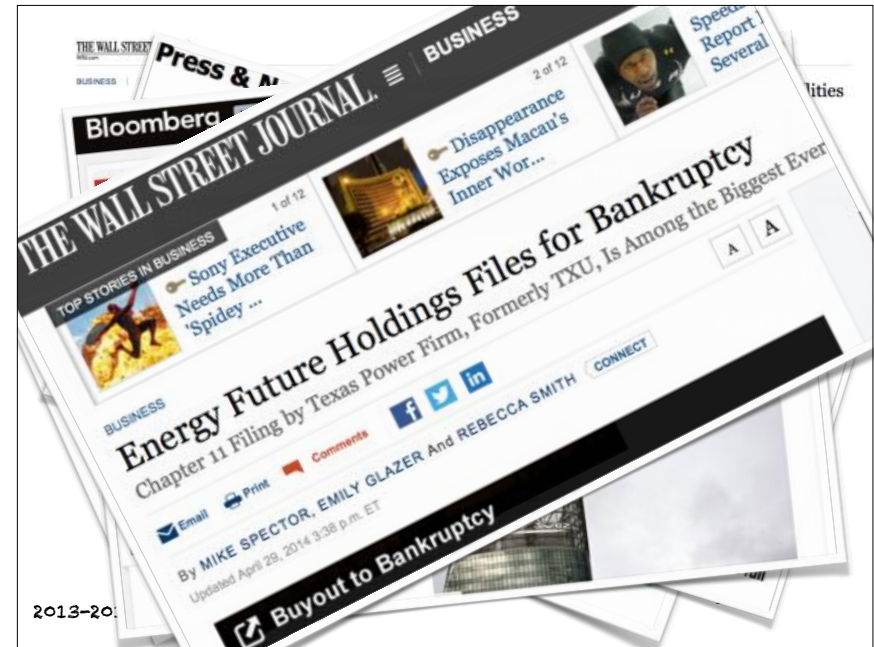 THE WALL STREET
BUSINESS
Press &
Bloomberg
lities
THE WALL STREET JOURNAL.
BUSINESS
TOP STORIES IN BUSINESS
1 of 12
Sony Executive
Needs More Than
'Spidey ...
2 of 12
Disappearance
Exposes Macau's
Inner Wor...
Speed
Report
Several
BUSINESS
Energy Future Holdings Files for Bankruptcy
Chapter 11 Filing by Texas Power Firm, Formerly TXU, Is Among the Biggest Ever
A A
Email Print Comments f in
By MIKE SPECTOR, EMILY GLAZER And REBECCA SMITH CONNECT
Updated April 29, 2014 3:38 p.m. ET
Buyout to Bankruptcy
2013-20